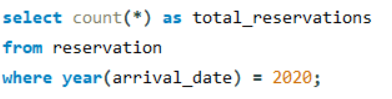 select count(*) as total_reservations
from reservation
where year(arrival_date) = 2020;